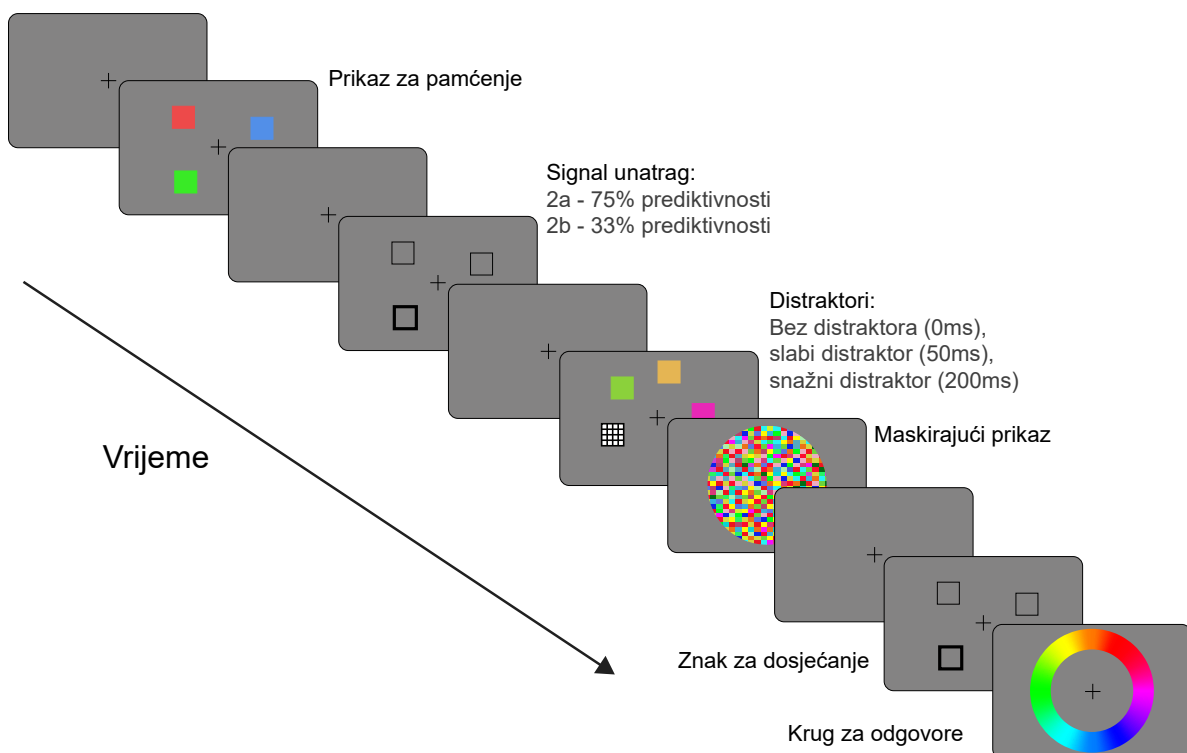 Prikaz za pamćenje
Signal unatrag:
2a - 75% prediktivnosti
2b - 33% prediktivnosti
Distraktori:
Bez distraktora (0ms),
slabi distraktor (50ms),
snažni distraktor (200ms)
Maskirajući prikaz
Vrijeme
Znak za dosjećanje
Krug za odgovore